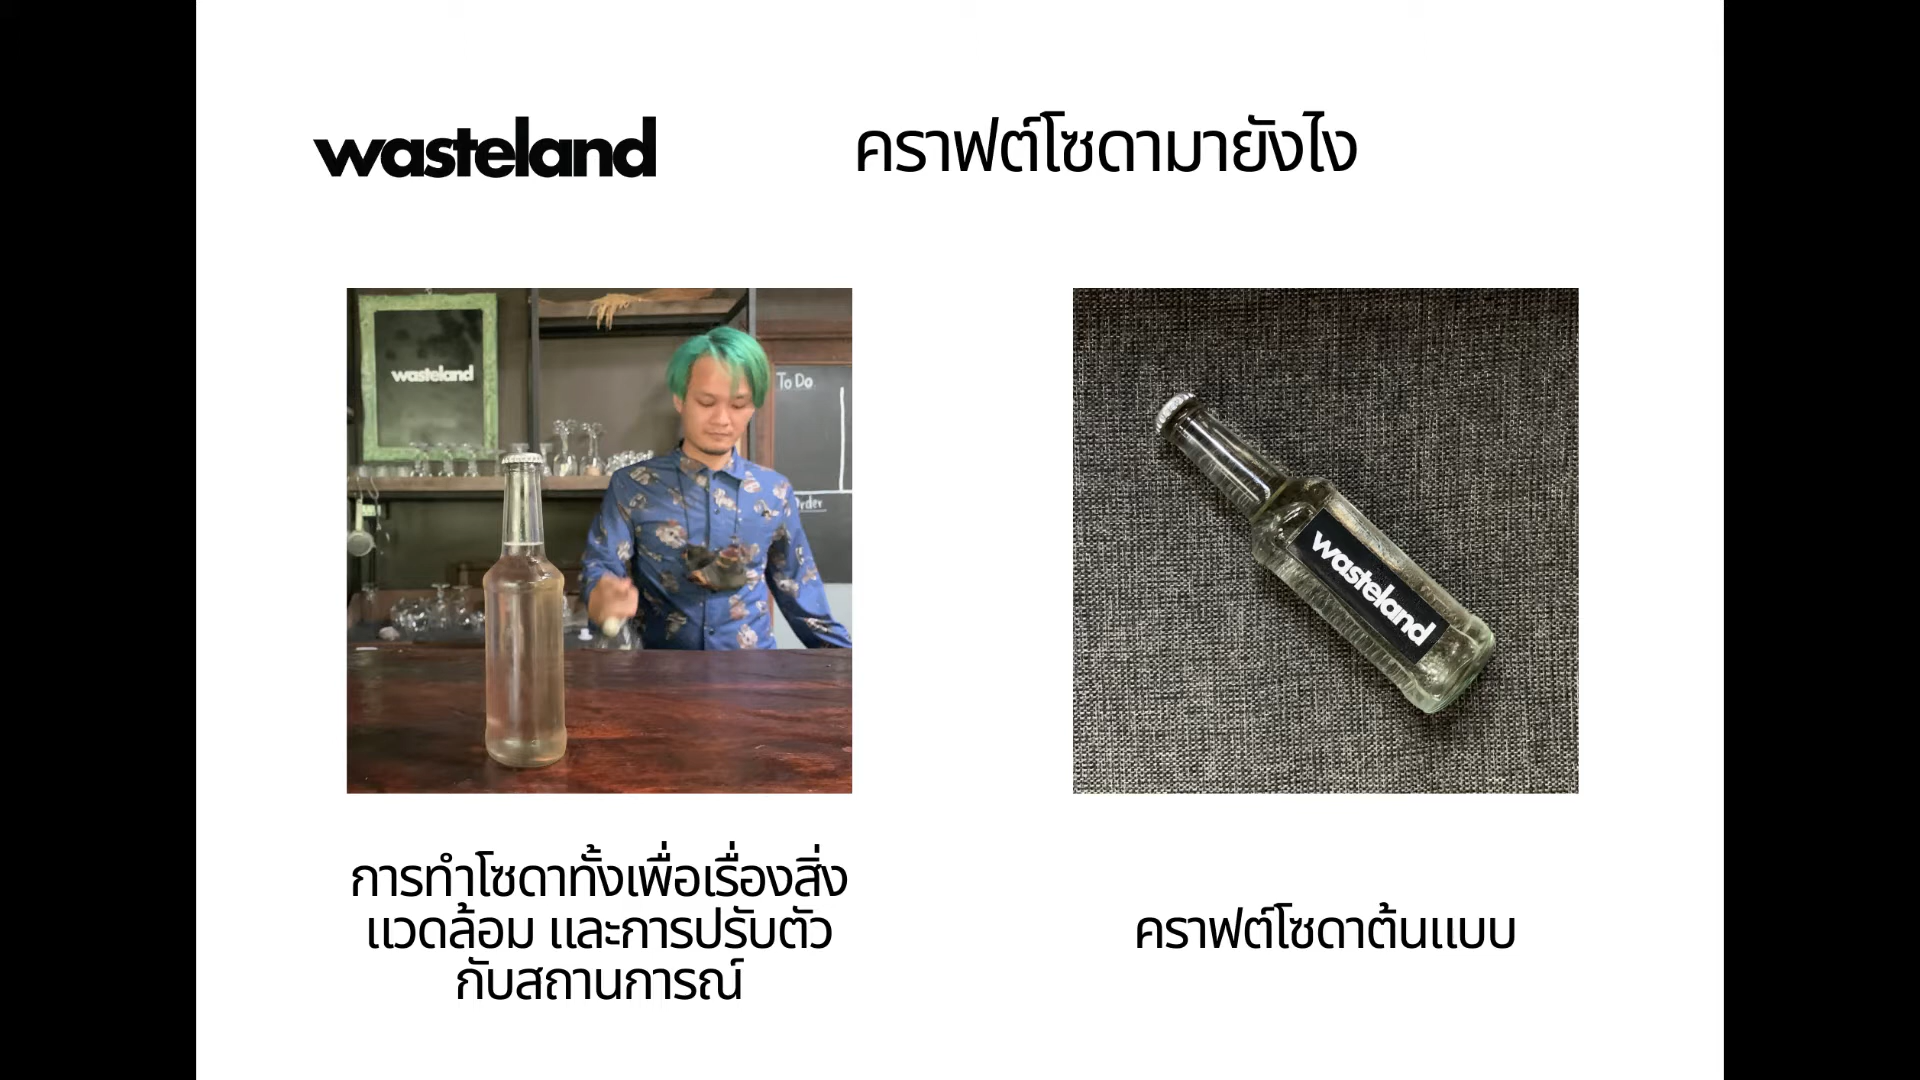 wasteland
คราฟต์โซดามายังไง
wasteland
To Do
Order
wasteland
การทำโซดาทั้งเพื่อเรื่องสิ่ง
แวดล้อม และการปรับตัว
กับสถานการณ์
คราฟต์โซดาต้นแบบ